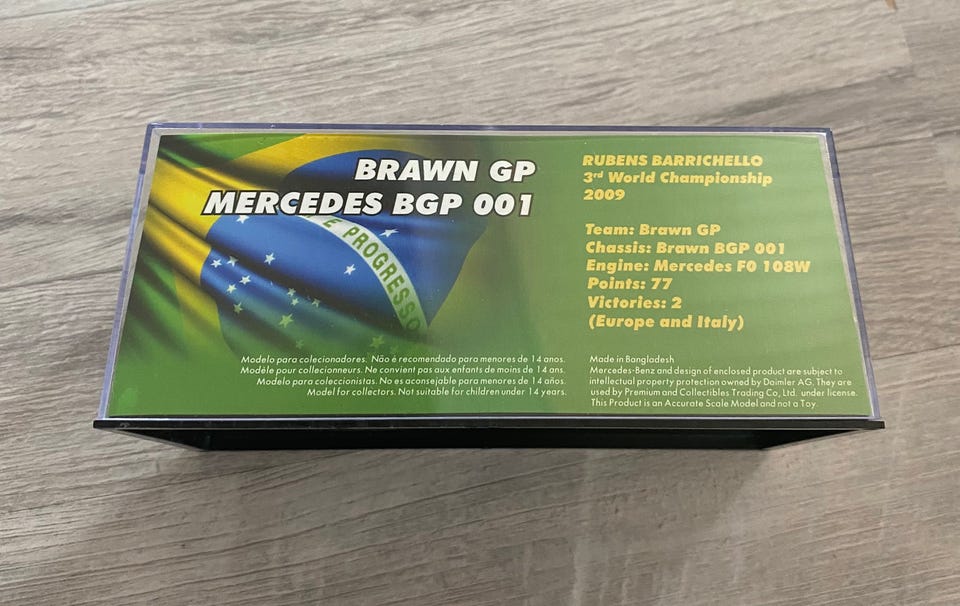 BRAWN GP
MERCEDES BGP 001
E PROGRESSO
Modelo para colecionadores. Não é recomendado para menores de 14 anos.
Modèle pour collectionneurs. Ne convient pas aux enfants de moins de 14 ans.
Modelo para coleccionistas. No es aconsejable para menores de 14 años.
Model for collectors. Not suitable for children under 14 years.
RUBENS BARRICHELLO
3rd World Championship
2009
Team: Brawn GP
Chassis: Brawn BGP 001
Engine: Mercedes F0 108W
Points: 77
Victories: 2
(Europe and Italy)
Made in Bangladesh
Mercedes-Benz and design of enclosed product are subject to
intellectual property protection owned by Daimler AG. They are
used by Premium and Collectibles Trading Co, Ltd. under license.
This Product is an Accurate Scale Model and not a Toy.